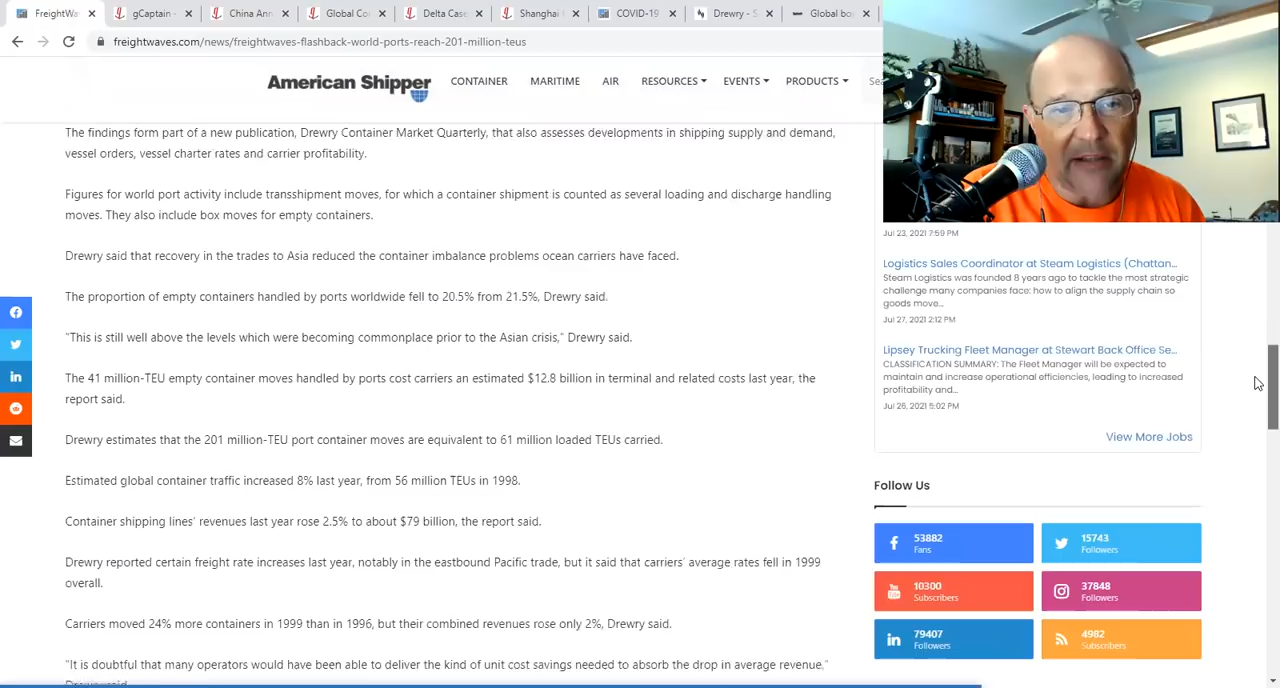 FreightWav
gCaptain -
China Ann
Global Co
Delta Case
Shanghai
COVID-19
Drewry - S
Global bo
freightwaves.com/news/freightwaves-flashback-world-ports-reach-201-million-teus
American Shipper
CONTAINER MARITIME AIR RESOURCES EVENTS PRODUCTS Sea
The findings form part of a new publication, Drewry Container Market Quarterly, that also assesses developments in shipping supply and demand,
vessel orders, vessel charter rates and carrier profitability.
Figures for world port activity include transshipment moves, for which a container shipment is counted as several loading and discharge handling
moves. They also include box moves for empty containers.
Drewry said that recovery in the trades to Asia reduced the container imbalance problems ocean carriers have faced.
The proportion of empty containers handled by ports worldwide fell to 20.5% from 21.5%, Drewry said.
"This is still well above the levels which were becoming commonplace prior to the Asian crisis," Drewry said.
The 41 million-TEU empty container moves handled by ports cost carriers an estimated $12.8 billion in terminal and related costs last year, the
report said.
Drewry estimates that the 201 million-TEU port container moves are equivalent to 61 million loaded TEUs carried.
Estimated global container traffic increased 8% last year, from 56 million TEUs in 1998.
Container shipping lines' revenues last year rose 2.5% to about $79 billion, the report said.
Drewry reported certain freight rate increases last year, notably in the eastbound Pacific trade, but it said that carriers' average rates fell in 1999
overall.
Carriers moved 24% more containers in 1999 than in 1996, but their combined revenues rose only 2%, Drewry said.
"It is doubtful that many operators would have been able to deliver the kind of unit cost savings needed to absorb the drop in average revenue,"
Drewry said
Jul 23, 2021 7:59 PM
Logistics Sales Coordinator at Steam Logistics (Chattan...
Steam Logistics was founded 8 years ago to tackle the most strategic
challenge many companies face: how to align the supply chain so
goods move...
Jul 27, 2021 2:12 PM
Lipsey Trucking Fleet Manager at Stewart Back Office Se...
CLASSIFICATION SUMMARY: The Fleet Manager will be expected to
maintain and increase operational efficiencies, leading to increased
profitability and...
Jul 26, 2021 5:02 PM
View More Jobs
Follow Us
53882
Fans
15743
Followers
10300
Subscribers
37848
Followers
79407
Followers
4982
Subscribers